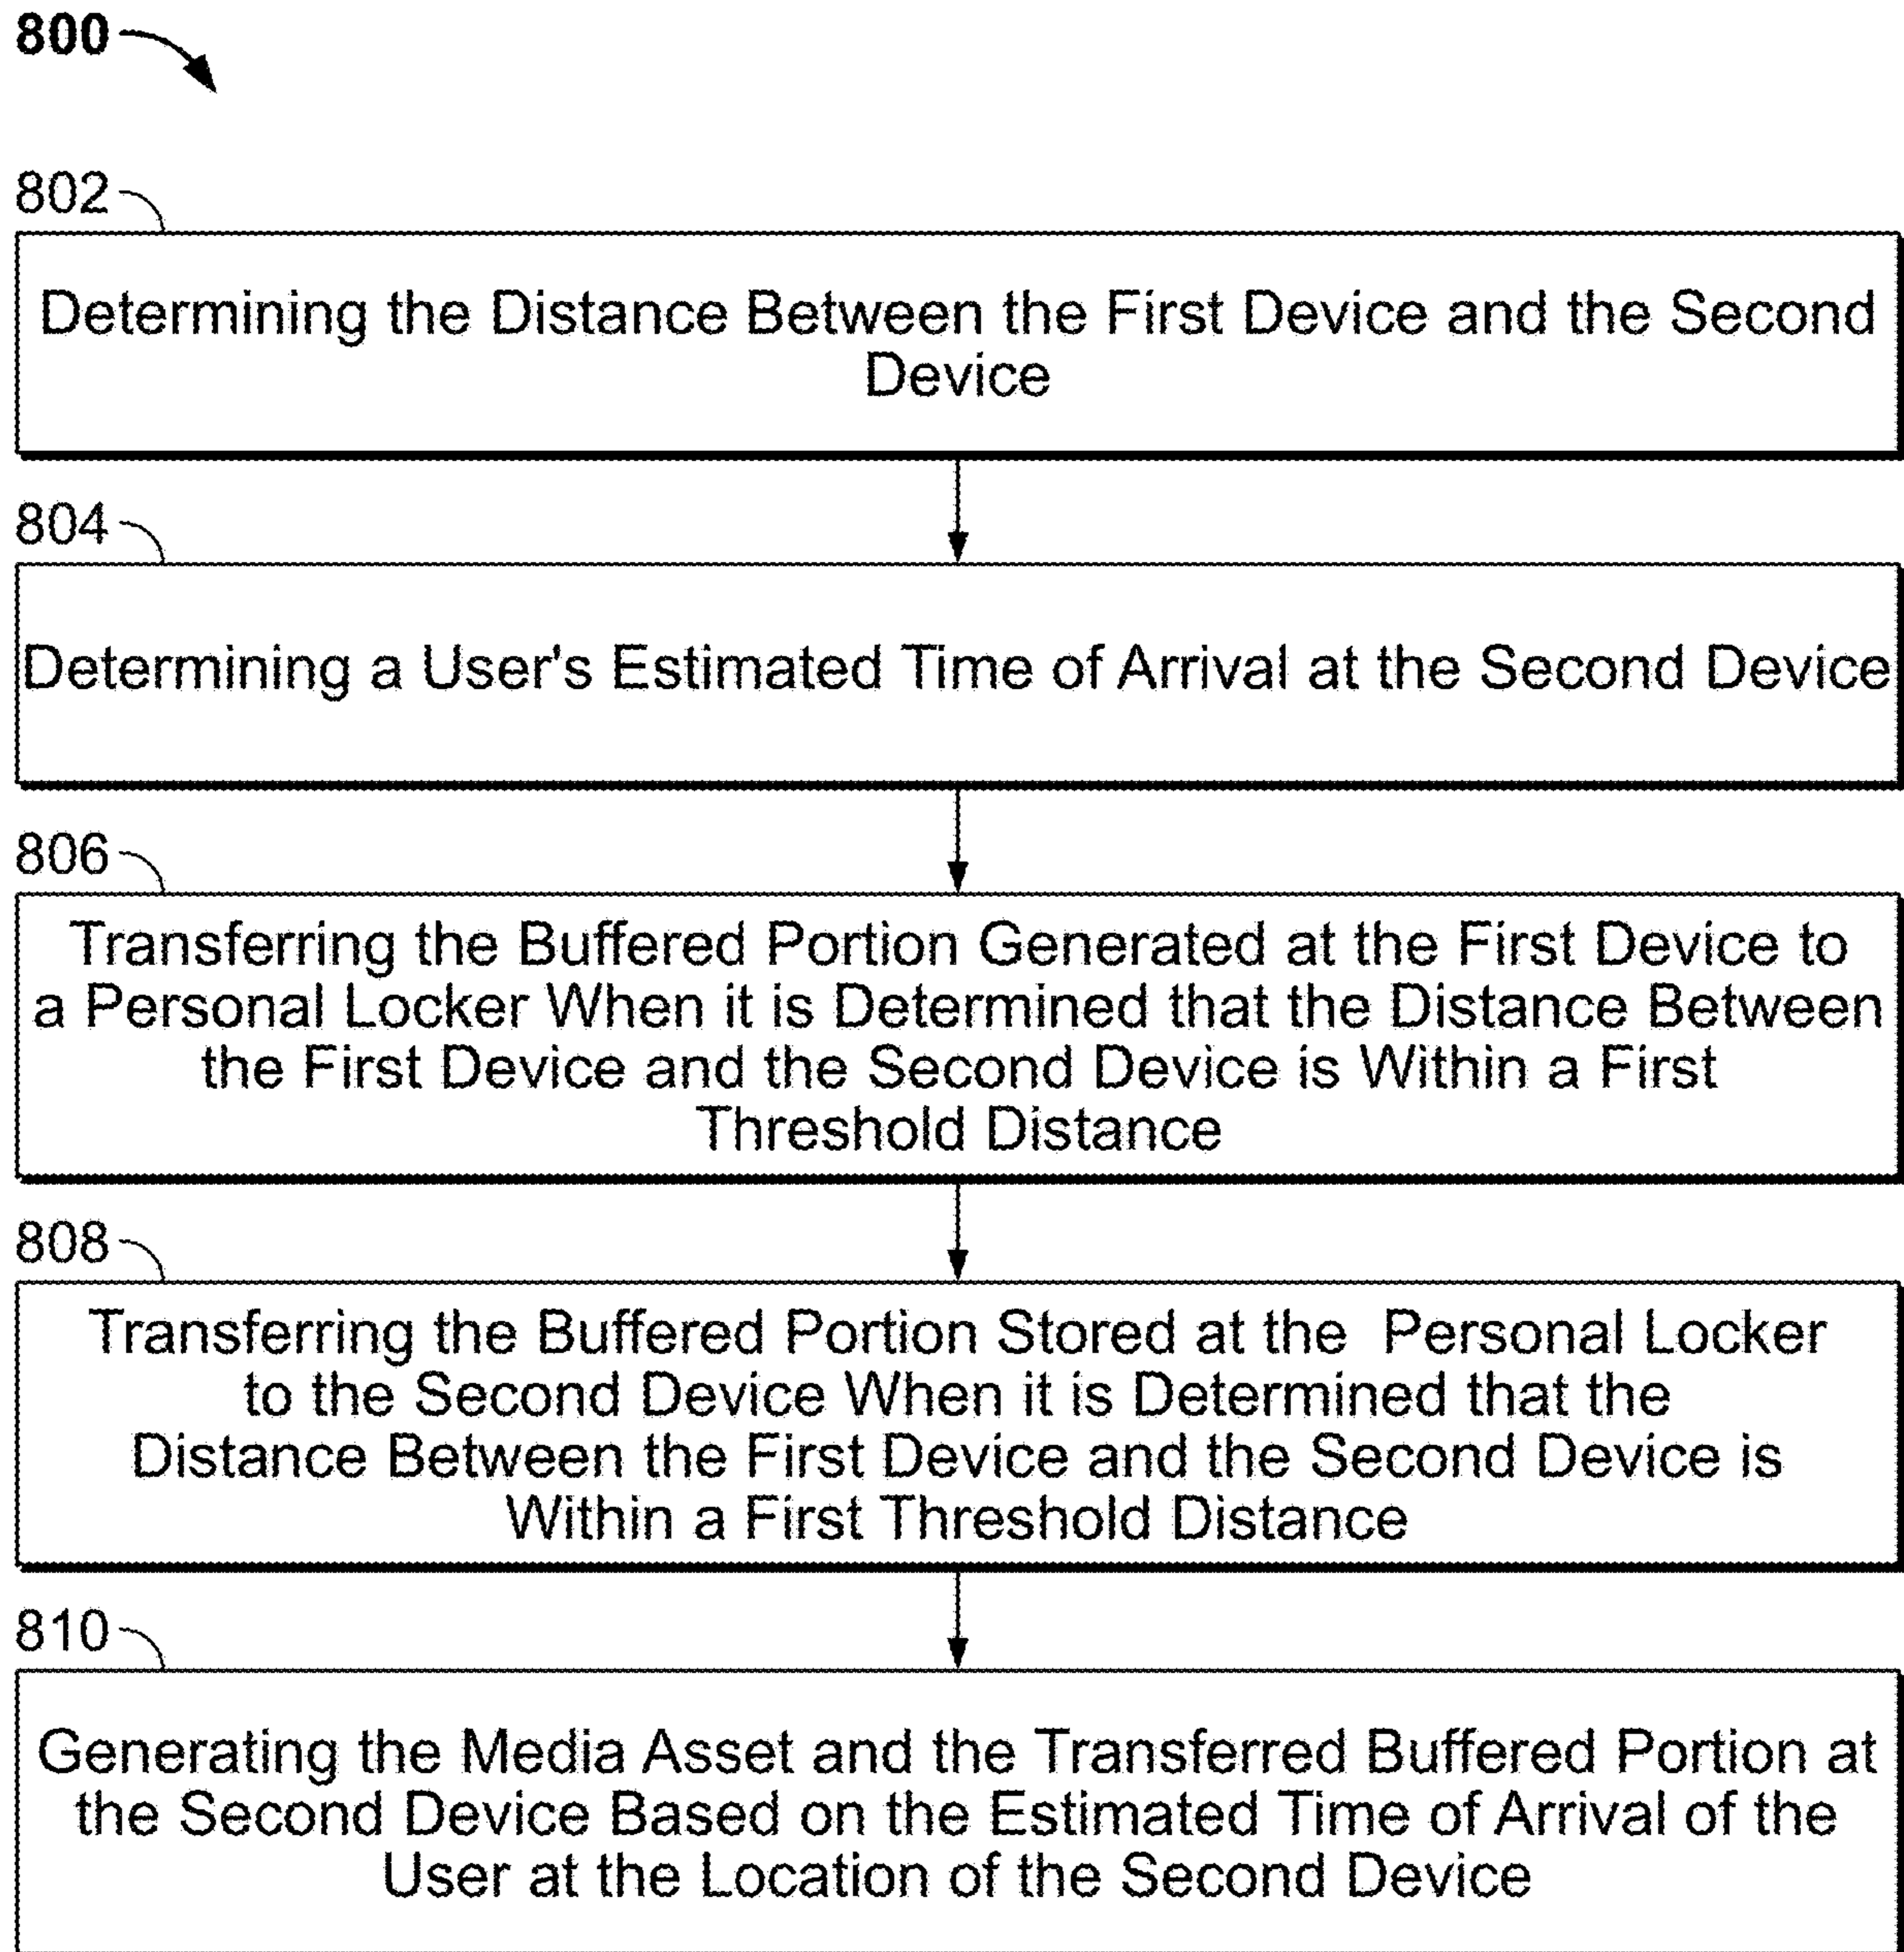 800
802
Determining the Distance Between the First Device and the Second
Device
804
Determining a User's Estimated Time of Arrival at the Second Device
806
Transferring the Buffered Portion Generated at the First Device to
a Personal Locker When it is Determined that the Distance Between
the First Device and the Second Device is Within a First
Threshold Distance
808
Transferring the Buffered Portion Stored at the Personal Locker
to the Second Device When it is Determined that the
Distance Between the First Device and the Second Device is
Within a First Threshold Distance
810
Generating the Media Asset and the Transferred Buffered Portion at
the Second Device Based on the Estimated Time of Arrival of the
User at the Location of the Second Device